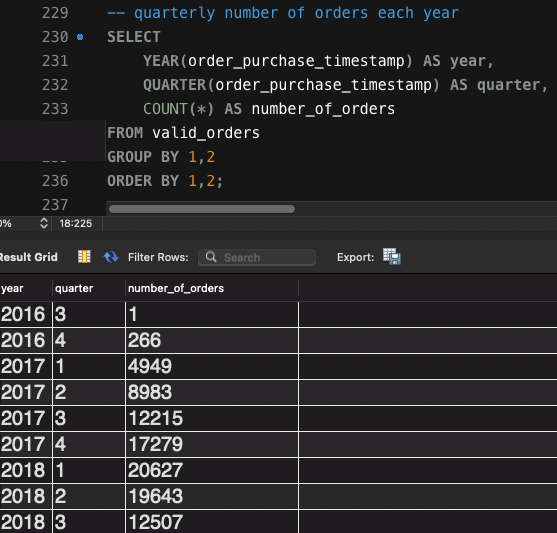 229 -- quarterly number of orders each year
230 SELECT
231 YEAR(order_purchase_timestamp) AS year,
232 QUARTER(order_purchase_timestamp) AS quarter,
233 COUNT(*) AS number_of_orders
FROM valid_orders
GROUP BY 1,2
236 ORDER BY 1,2;
237
0% 18:225
Result Grid Filter Rows: Search Export:
year quarter number_of_orders
2016 3 1
2016 4 266
2017 1 4949
2017 2 8983
2017 3 12215
2017 4 17279
2018 1 20627
2018 2 19643
2018 3 12507